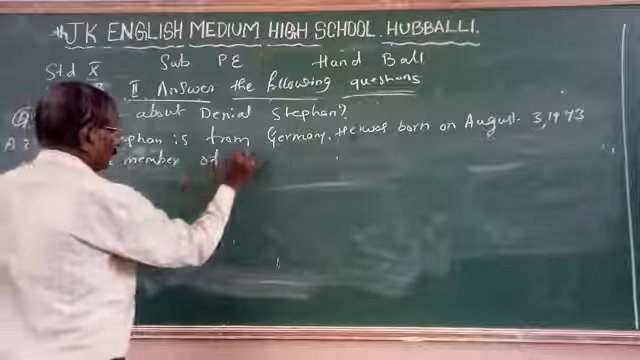 JK ENGLISH MEDIUM HIGH SCHOOL. HUBBALLI.
Std X Sub PE Hand Ball
II Answer the following questions
about Denial Stephan?
A phan is from Germany. He was born on August 3, 1973
member of